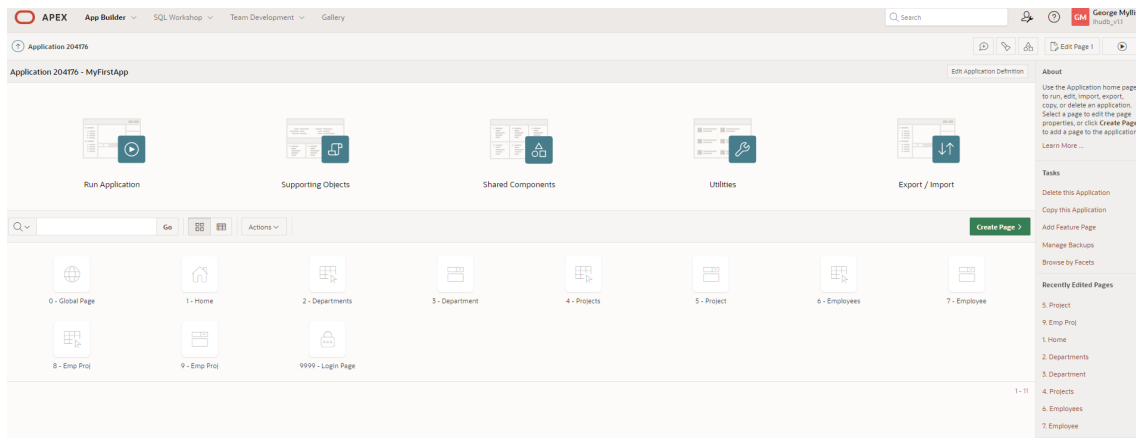 APEX App Builder SQL Workshop Team Development Gallery Search GM George Mylli
lhudb_v11
Application 204176 Edit Page 1
Application 204176 - MyFirstApp Edit Application Definition
Run Application Supporting Objects Shared Components Utilities Export / Import
Go Actions Create Page
0 - Global Page 1 - Home 2 - Departments 3 - Department 4 - Projects 5 - Project 6 - Employees 7 - Employee
8 - Emp Proj 9 - Emp Proj 9999 - Login Page
1 - 11
About
Use the Application home page
to run, edit, import, export,
copy, or delete an application.
Select a page to edit the page
properties, or click Create Page
to add a page to the application
Learn More ...
Tasks
Delete this Application
Copy this Application
Add Feature Page
Manage Backups
Browse by Facets
Recently Edited Pages
5. Project
9. Emp Proj
1. Home
2. Departments
3. Department
4. Projects
6. Employees
7. Employee